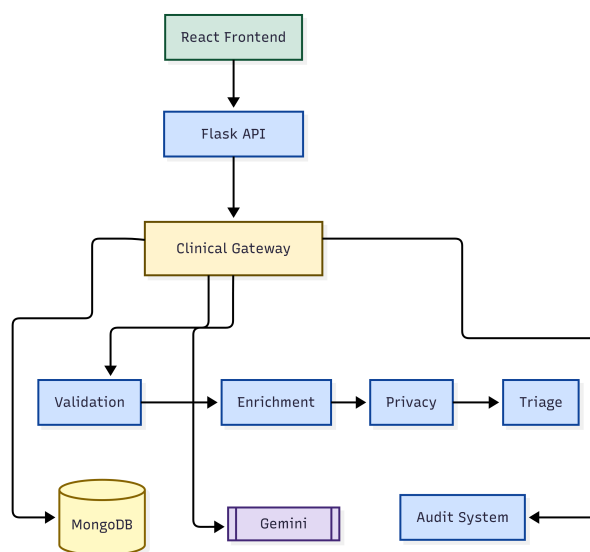 React Frontend
Flask API
Clinical Gateway
Validation
Enrichment
Privacy
Triage
MongoDB
Gemini
Audit System